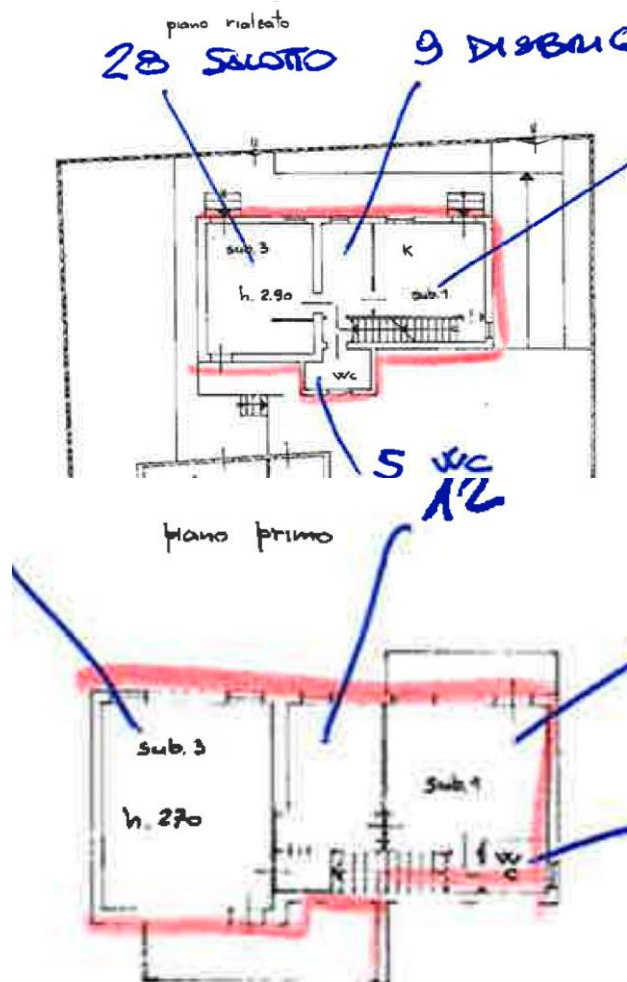 piano rialzato
28 SALOTTO
9 DISBRIG
sub. 3
K
h. 2.90
sub. 1
WC
5 WC
12
piano primo
sub. 3
sub. 1
h. 270
WC